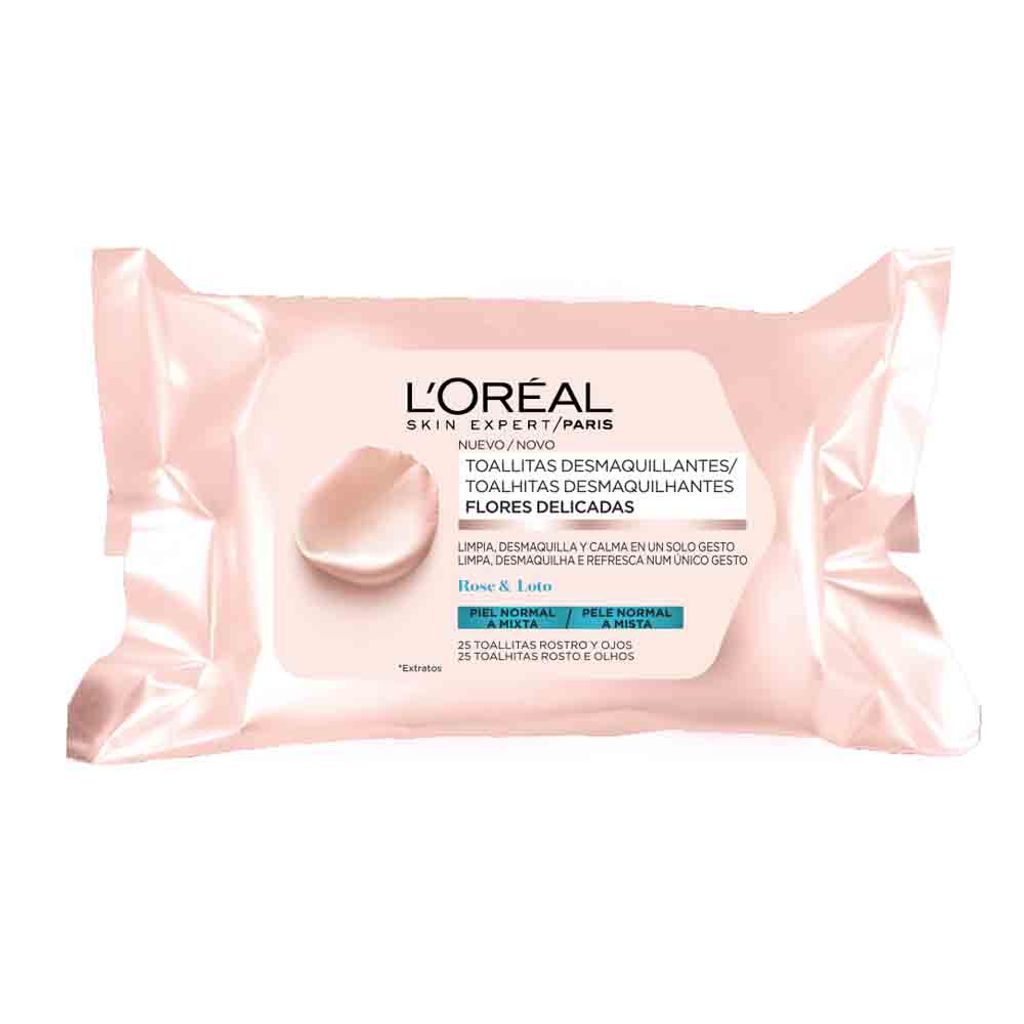 L'ORÉAL
SKIN EXPERT/PARIS
NUEVO/NOVO
TOALLITAS DESMAQUILLANTES/
TOALHITAS DESMAQUILHANTES
FLORES DELICADAS
LIMPIA, DESMAQUILLA Y CALMA EN UN SOLO GESTO
LIMPA, DESMAQUILHA E REFRESCA NUM ÚNICO GESTO
Rose & Loto
PIEL NORMAL A MIXTA / PELE NORMAL A MISTA
25 TOALLITAS ROSTRO Y OJOS
25 TOALHITAS ROSTO E OLHOS
*Extratos